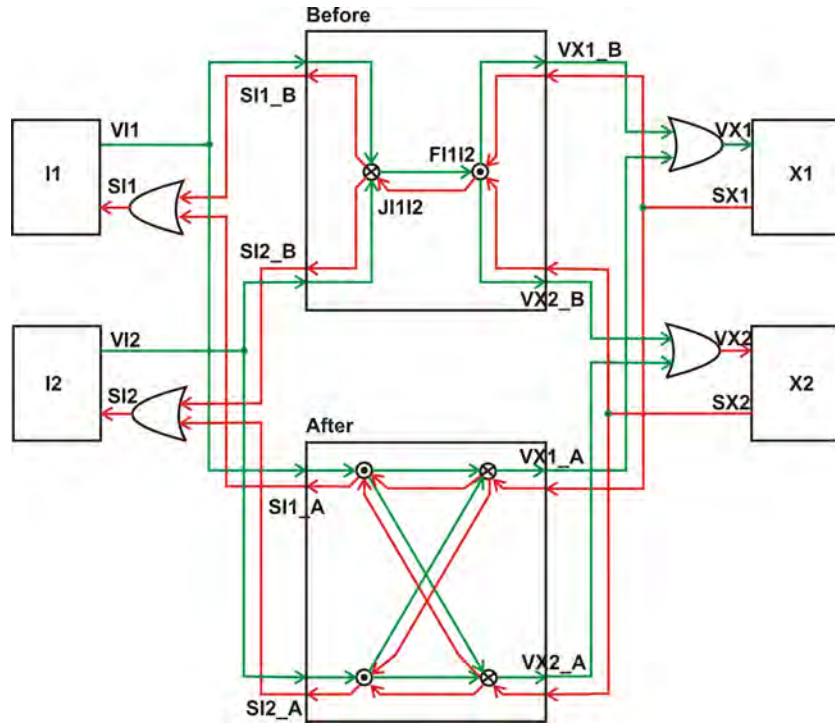 Before
VX1_B
SI1_B
VI1
VX1
I1
SI1
FI1I2
X1
JI1I2
SX1
SI2_B
VX2_B
VI2
VX2
I2
SI2
X2
SX2
After
VX1_A
SI1_A
VX2_A
SI2_A